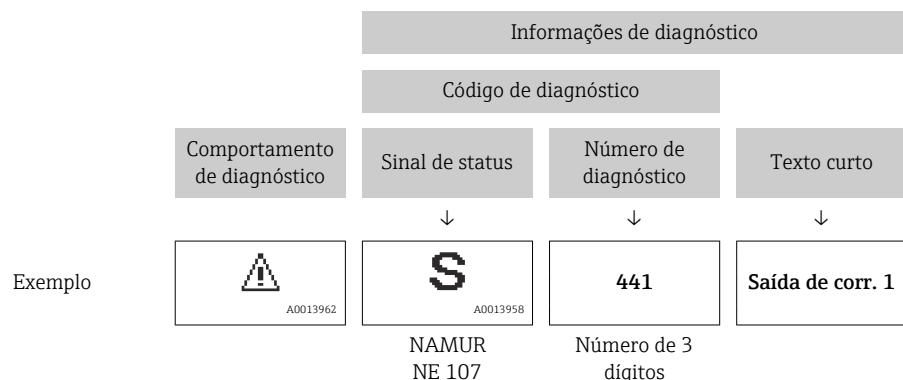 Informações de diagnóstico
Código de diagnóstico
Comportamento
de diagnóstico
Sinal de status
Número de
diagnóstico
Texto curto
↓ ↓ ↓
Exemplo
A0013962
S
A0013958
441
Saída de corr. 1
NAMUR
NE 107
Número de 3
dígitos